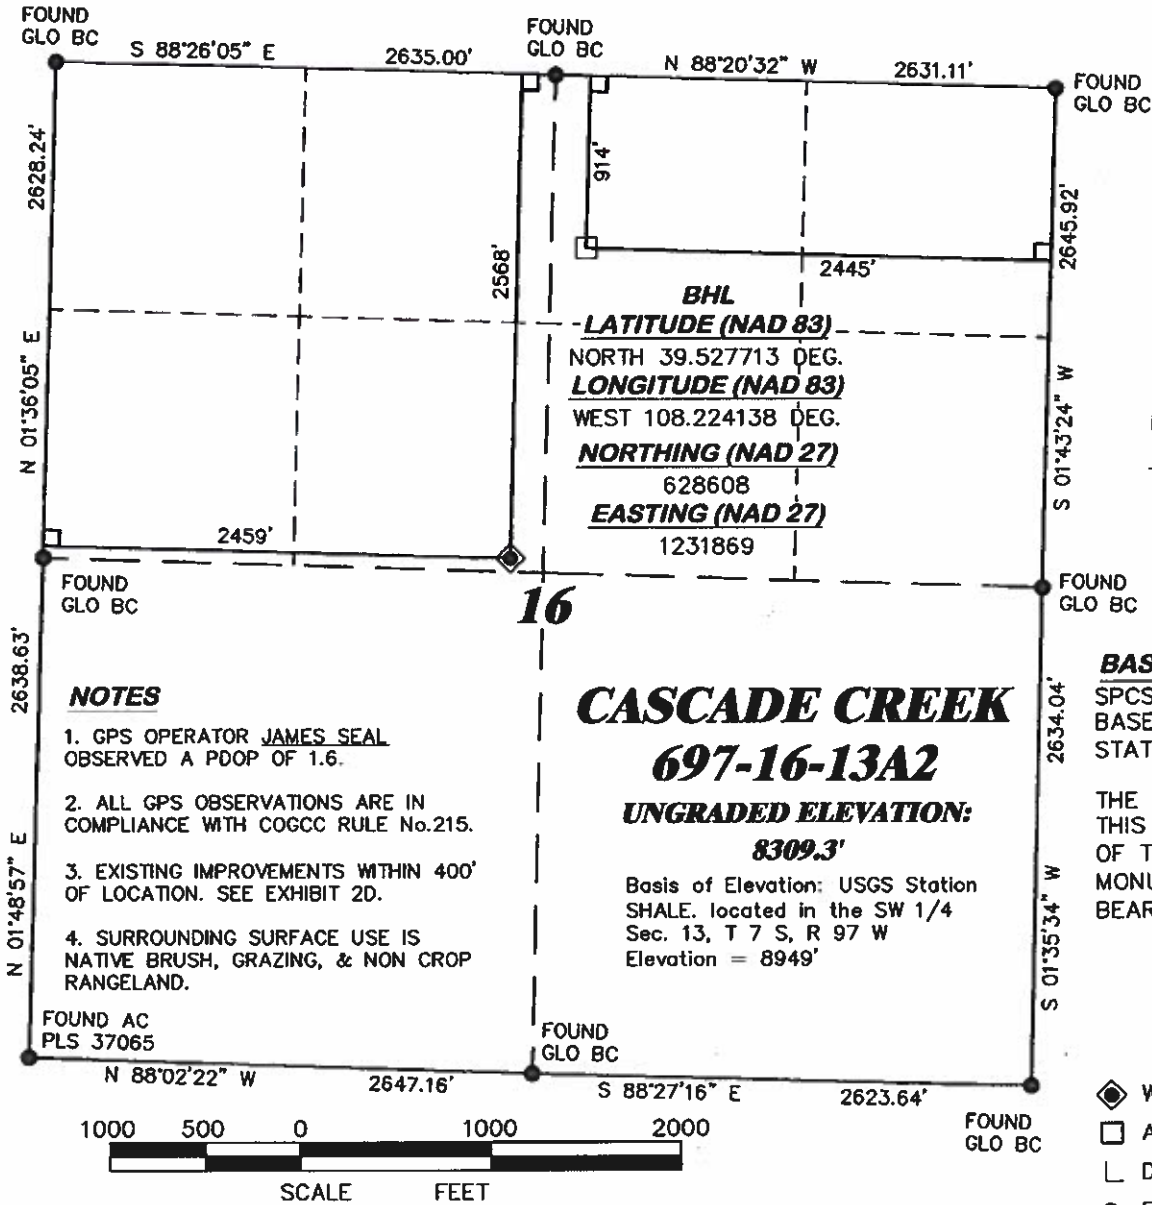 FOUND
GLO BC
S 88°26'05" E
2635.00'
FOUND
GLO BC
N 88°20'32" W
2631.11'
FOUND
GLO BC
2628.24'
914'
2645.92'
2568'
2445'
BHL
LATITUDE (NAD 83)
NORTH 39.527713 DEG.
LONGITUDE (NAD 83)
WEST 108.224138 DEG.
NORTHING (NAD 27)
628608
EASTING (NAD 27)
1231869
N 01°36'05" E
S 01°43'24" W
2459'
FOUND
GLO BC
FOUND
GLO BC
16
2638.63'
NOTES
1. GPS OPERATOR JAMES SEAL
OBSERVED A PDOP OF 1.6.
2. ALL GPS OBSERVATIONS ARE IN
COMPLIANCE WITH COGCC RULE No.215.
3. EXISTING IMPROVEMENTS WITHIN 400'
OF LOCATION. SEE EXHIBIT 2D.
4. SURROUNDING SURFACE USE IS
NATIVE BRUSH, GRAZING, & NON CROP
RANGELAND.
CASCADE CREEK
697-16-13A2
UNGRADED ELEVATION:
8309.3'
Basis of Elevation: USGS Station
SHALE. located in the SW 1/4
Sec. 13, T 7 S, R 97 W
Elevation = 8949'
2634.04'
BAS
SPCS
BASE
STAT
THE
THIS
OF T
MONU
BEAR
N 01°48'57" E
S 01°35'34" W
FOUND AC
PLS 37065
FOUND
GLO BC
N 88°02'22" W
2647.16'
S 88°27'16" E
2623.64'
FOUND
GLO BC
1000 500 0 1000 2000
SCALE FEET
W
A
D